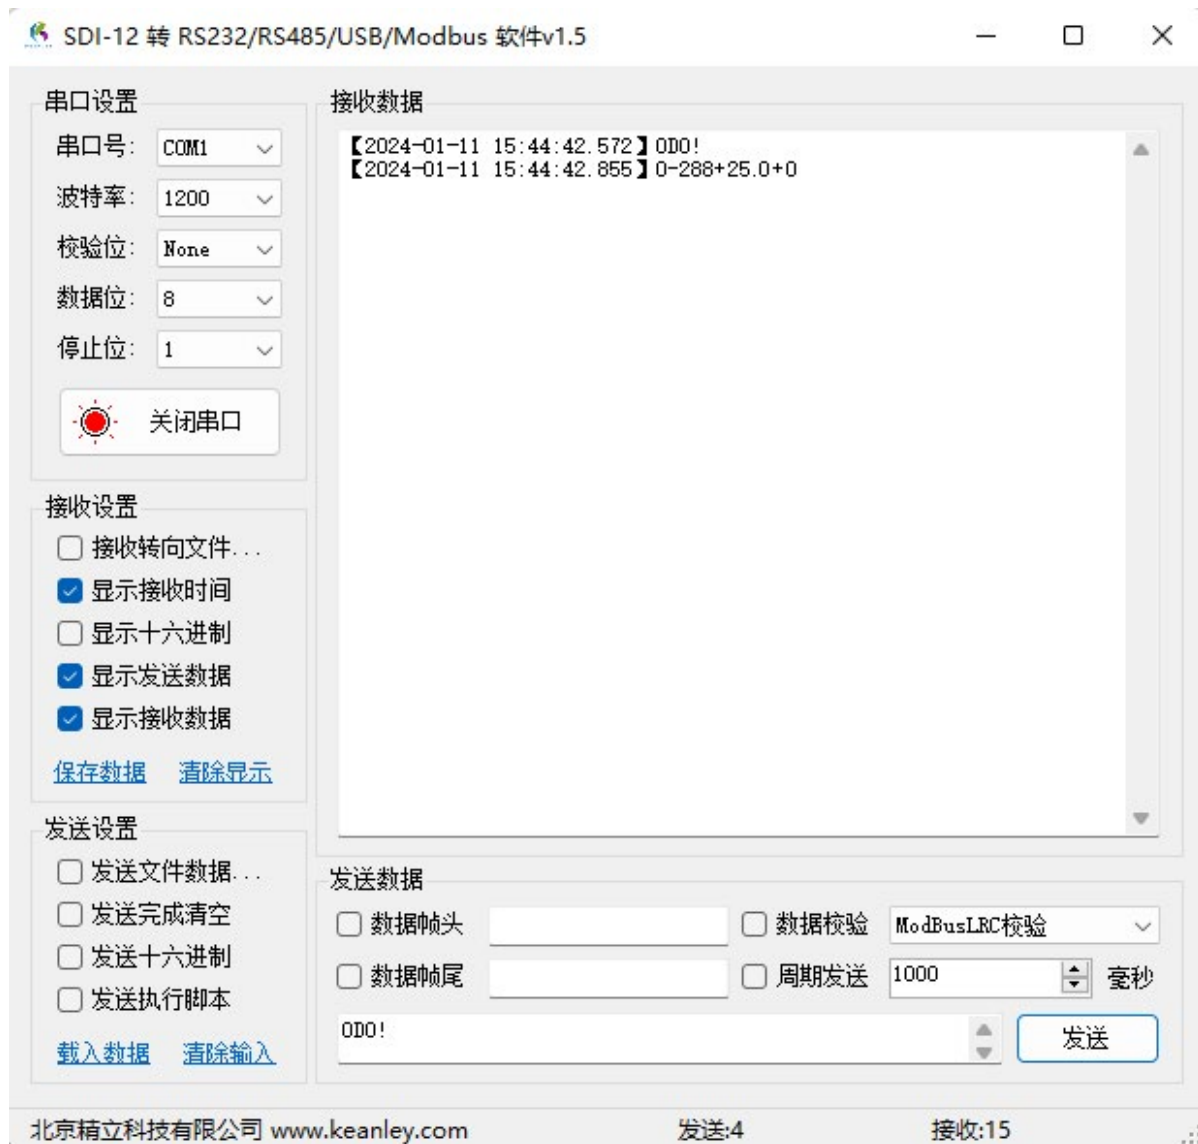 SDI-12 转 RS232/RS485/USB/Modbus 软件v1.5
串口设置
串口号: COM1
波特率: 1200
校验位: None
数据位: 8
停止位: 1
关闭串口
接收设置
接收转向文件...
显示接收时间
显示十六进制
显示发送数据
显示接收数据
保存数据 清除显示
发送设置
发送文件数据...
发送完成清空
发送十六进制
发送执行脚本
载入数据 清除输入
接收数据
【2024-01-11 15:44:42.572】0D0!
【2024-01-11 15:44:42.855】0-288+25.0+0
发送数据
数据帧头 数据校验 ModBusLRC校验
数据帧尾 周期发送 1000 毫秒
0D0!
发送
北京精立科技有限公司 www.keanley.com 发送:4 接收:15